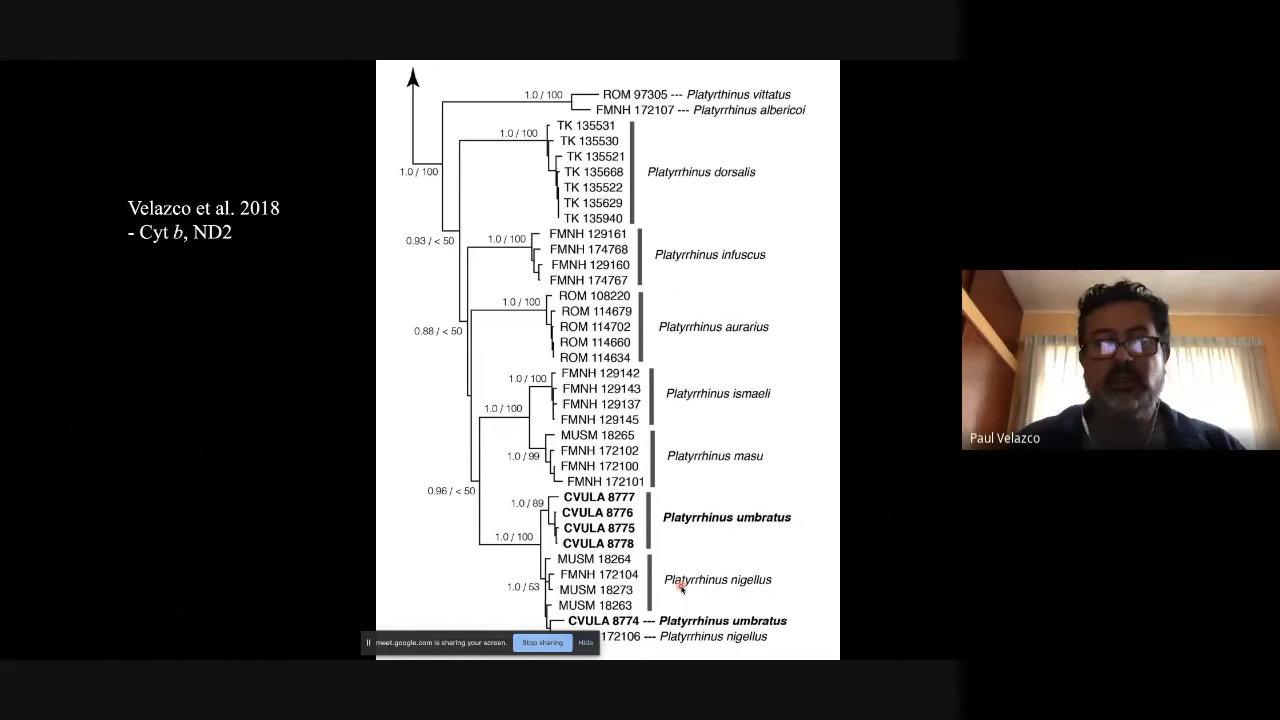 Velazco et al. 2018
- Cyt b, ND2
1.0 / 100
ROM 97305 --- Platyrthinus vittatus
FMNH 172107 --- Platyrrhinus albericoi
TK 135531
1.0 / 100
TK 135530
TK 135521
1.0 / 100
TK 135668
Platyrrhinus dorsalis
TK 135522
TK 135629
TK 135940
FMNH 129161
0.93 / < 50
1.0 / 100
FMNH 174768
Platyrrhinus infuscus
FMNH 129160
FMNH 174767
ROM 108220
1.0 / 100
ROM 114679
0.88 / < 50
ROM 114702
Platyrrhinus aurarius
ROM 114660
ROM 114634
FMNH 129142
1.0 / 100
FMNH 129143
Platyrrhinus ismaeli
FMNH 129137
1.0 / 100
FMNH 129145
MUSM 18265
FMNH 172102
1.0 / 99
Platyrrhinus masu
FMNH 172100
FMNH 172101
0.96 / < 50
CVULA 8777
1.0 / 89
CVULA 8776
Platyrrhinus umbratus
CVULA 8775
1.0 / 100
CVULA 8778
MUSM 18264
FMNH 172104
Platyrrhinus nigellus
1.0 / 53
MUSM 18273
MUSM 18263
CVULA 8774 --- Platyrrhinus umbratus
172106 --- Platyrrhinus nigellus
meet.google.com is sharing your screen.
Stop sharing
Hide
Paul Velazco